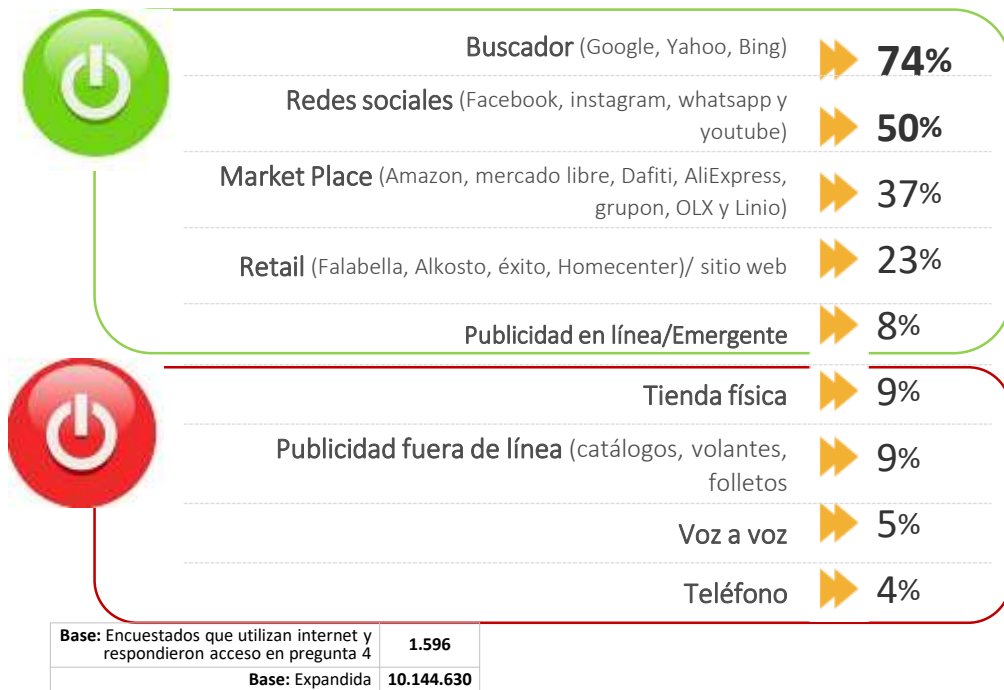 Buscador (Google, Yahoo, Bing) 74%
Redes sociales (Facebook, instagram, whatsapp y
youtube) 50%
Market Place (Amazon, mercado libre, Dafiti, AliExpress,
grupon, OLX y Linio) 37%
Retail (Falabella, Alkosto, éxito, Homecenter)/ sitio web 23%
Publicidad en línea/Emergente 8%
Tienda física 9%
Publicidad fuera de línea (catálogos, volantes,
folletos 9%
Voz a voz 5%
Teléfono 4%
Base: Encuestados que utilizan internet y
respondieron acceso en pregunta 4 1.596
Base: Expandida 10.144.630